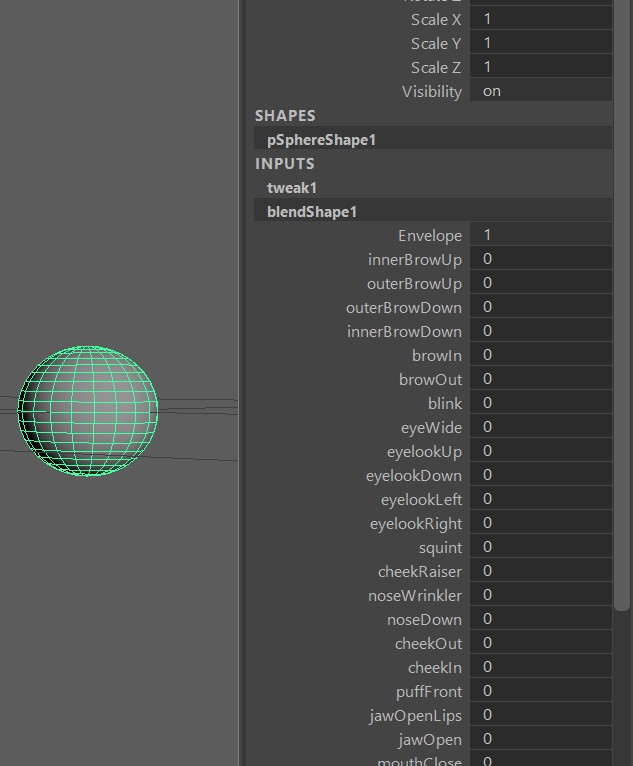 Rotate Z
Scale X 1
Scale Y 1
Scale Z 1
Visibility on
SHAPES
pSphereShape1
INPUTS
tweak1
blendShape1
Envelope 1
innerBrowUp 0
outerBrowUp 0
outerBrowDown 0
innerBrowDown 0
browIn 0
browOut 0
blink 0
eyeWide 0
eyelookUp 0
eyelookDown 0
eyelookLeft 0
eyelookRight 0
squint 0
cheekRaiser 0
noseWrinkler 0
noseDown 0
cheekOut 0
cheekIn 0
puffFront 0
jawOpenLips 0
jawOpen 0
mouthClose 0